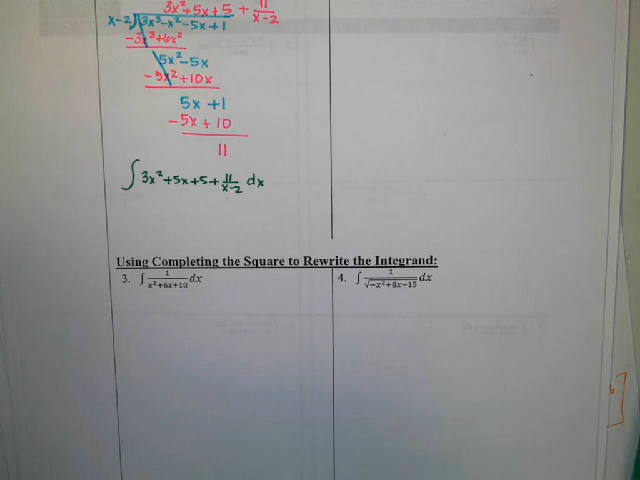 3x²+5x+5 + 11/x-2
x-2)3x³-x²-5x+1
-3x³+6x²
5x²-5x
-5x²+10x
5x +1
-5x + 10
11
∫3x²+5x+5+11/x-2 dx
Using Completing the Square to Rewrite the Integrand:
3. ∫ 1/x²+6x+10 dx
4. ∫ 1/√-x²+8x-15 dx